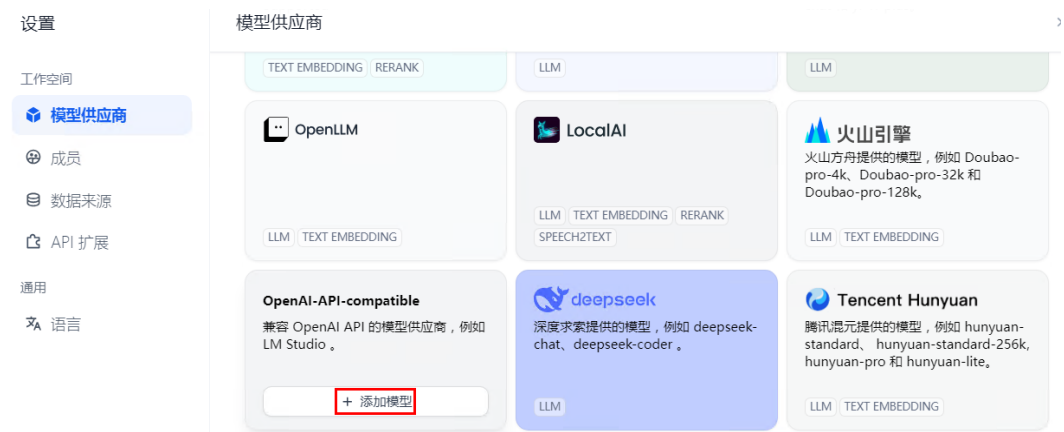 设置
模型供应商
工作空间
模型供应商
成员
数据来源
API 扩展
通用
语言
TEXT EMBEDDING RERANK
LLM
LLM
OpenLLM
LLM TEXT EMBEDDING
LocalAI
LLM TEXT EMBEDDING RERANK
SPEECH2TEXT
火山引擎
火山方舟提供的模型，例如 Doubao-
pro-4k、Doubao-pro-32k 和
Doubao-pro-128k。
LLM TEXT EMBEDDING
OpenAI-API-compatible
兼容 OpenAI API 的模型供应商，例如
LM Studio 。
+ 添加模型
deepseek
深度求索提供的模型，例如 deepseek-
chat、deepseek-coder 。
LLM
Tencent Hunyuan
腾讯混元提供的模型，例如 hunyuan-
standard、 hunyuan-standard-256k,
hunyuan-pro 和 hunyuan-lite。
LLM TEXT EMBEDDING